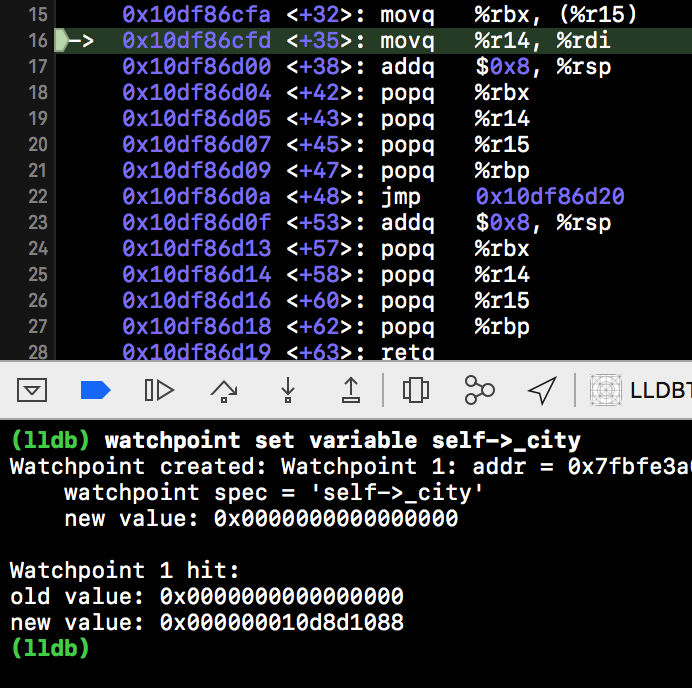 15 0x10df86cfa <+32>: movq %rbx, (%r15)
16 -> 0x10df86cfd <+35>: movq %r14, %rdi
17 0x10df86d00 <+38>: addq $0x8, %rsp
18 0x10df86d04 <+42>: popq %rbx
19 0x10df86d05 <+43>: popq %r14
20 0x10df86d07 <+45>: popq %r15
21 0x10df86d09 <+47>: popq %rbp
22 0x10df86d0a <+48>: jmp 0x10df86d20
23 0x10df86d0f <+53>: addq $0x8, %rsp
24 0x10df86d13 <+57>: popq %rbx
25 0x10df86d14 <+58>: popq %r14
26 0x10df86d16 <+60>: popq %r15
27 0x10df86d18 <+62>: popq %rbp
28 0x10df86d19 <+63>: retq
LLDBT
(lldb) watchpoint set variable self->_city
Watchpoint created: Watchpoint 1: addr = 0x7fbfe3a
watchpoint spec = 'self->_city'
new value: 0x0000000000000000
Watchpoint 1 hit:
old value: 0x0000000000000000
new value: 0x000000010d8d1088
(lldb)